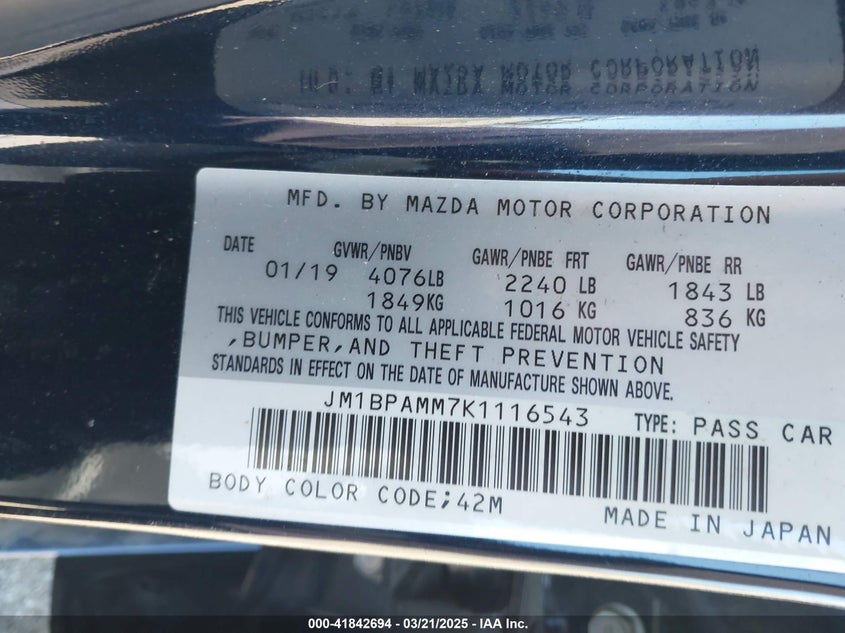 MFD. BY MAZDA MOTOR CORPORATION
DATE GVWR/PNBV GAWR/PNBE FRT GAWR/PNBE RR
01/19 4076LB 2240 LB 1843 LB
1849KG 1016 KG 836 KG
THIS VEHICLE CONFORMS TO ALL APPLICABLE FEDERAL MOTOR VEHICLE SAFETY
,BUMPER,AND THEFT PREVENTION
STANDARDS IN EFFECT ON THE DATE OF MANUFACTURE SHOWN ABOVE.
JM1BPAMM7K1116543 TYPE: PASS CAR
BODY COLOR CODE;42M
MADE IN JAPAN
000-41842694 - 03/21/2025 - IAA Inc.